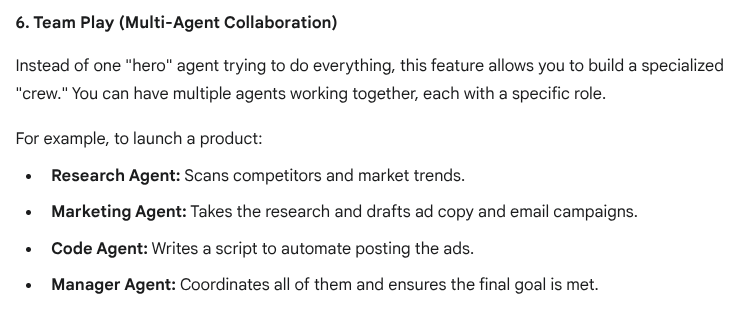 6. Team Play (Multi-Agent Collaboration)
Instead of one "hero" agent trying to do everything, this feature allows you to build a specialized
"crew." You can have multiple agents working together, each with a specific role.
For example, to launch a product:
• Research Agent: Scans competitors and market trends.
• Marketing Agent: Takes the research and drafts ad copy and email campaigns.
• Code Agent: Writes a script to automate posting the ads.
• Manager Agent: Coordinates all of them and ensures the final goal is met.